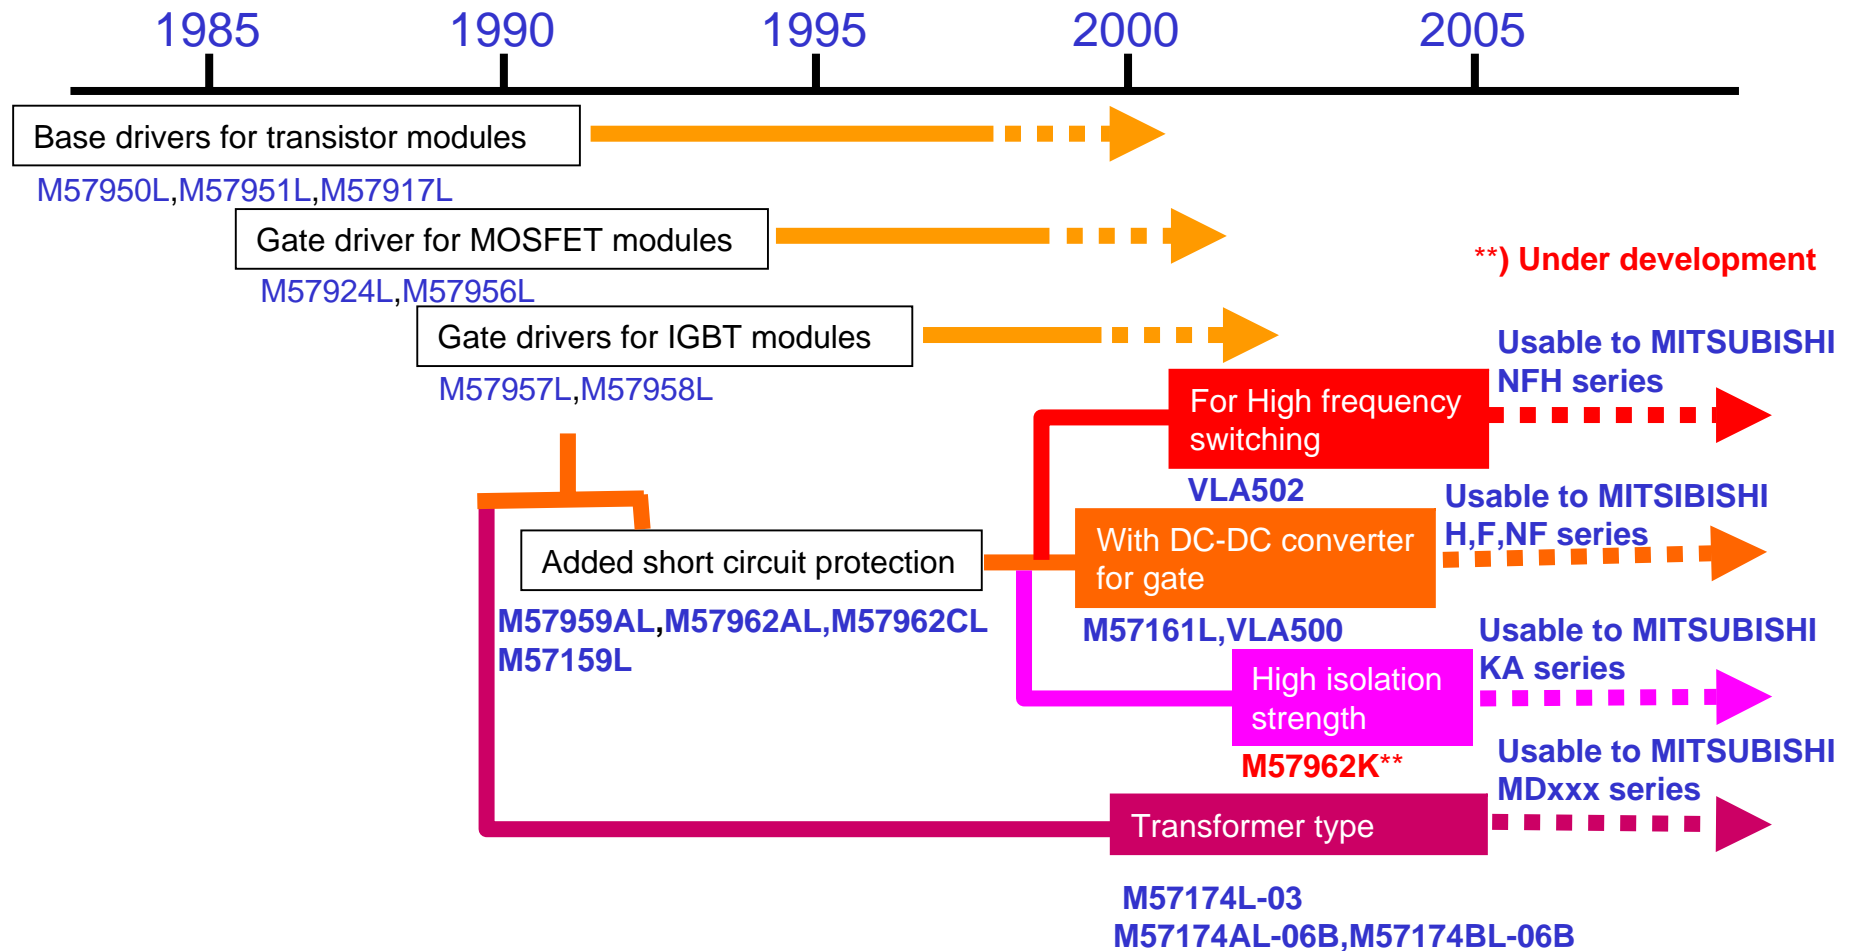 1985 1990 1995 2000 2005
Base drivers for transistor modules
M57950L,M57951L,M57917L
Gate driver for MOSFET modules
M57924L,M57956L
**) Under development
Gate drivers for IGBT modules
M57957L,M57958L
Usable to MITSUBISHI
NFH series
For High frequency
switching
VLA502
Usable to MITSIBISHI
H,F,NF series
With DC-DC converter
for gate
M57161L,VLA500
Added short circuit protection
M57959AL,M57962AL,M57962CL
M57159L
Usable to MITSUBISHI
KA series
High isolation
strength
M57962K**
Usable to MITSUBISHI
MDxxx series
Transformer type
M57174L-03
M57174AL-06B,M57174BL-06B